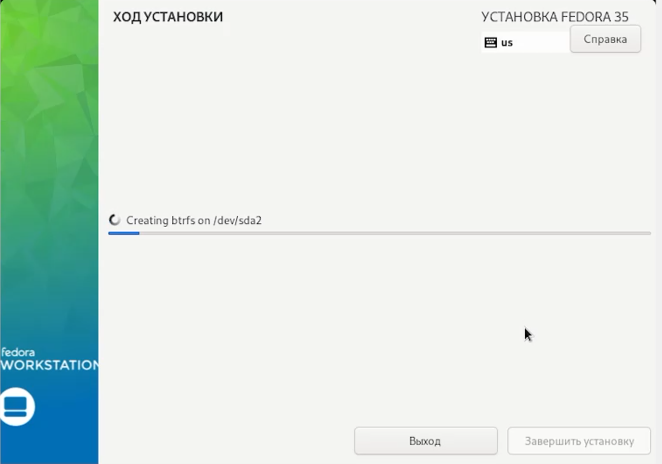 ХОД УСТАНОВКИ
УСТАНОВКА FEDORA 35
us
Справка
Creating btrfs on /dev/sda2
fedora
WORKSTATION
Выход
Завершить установку